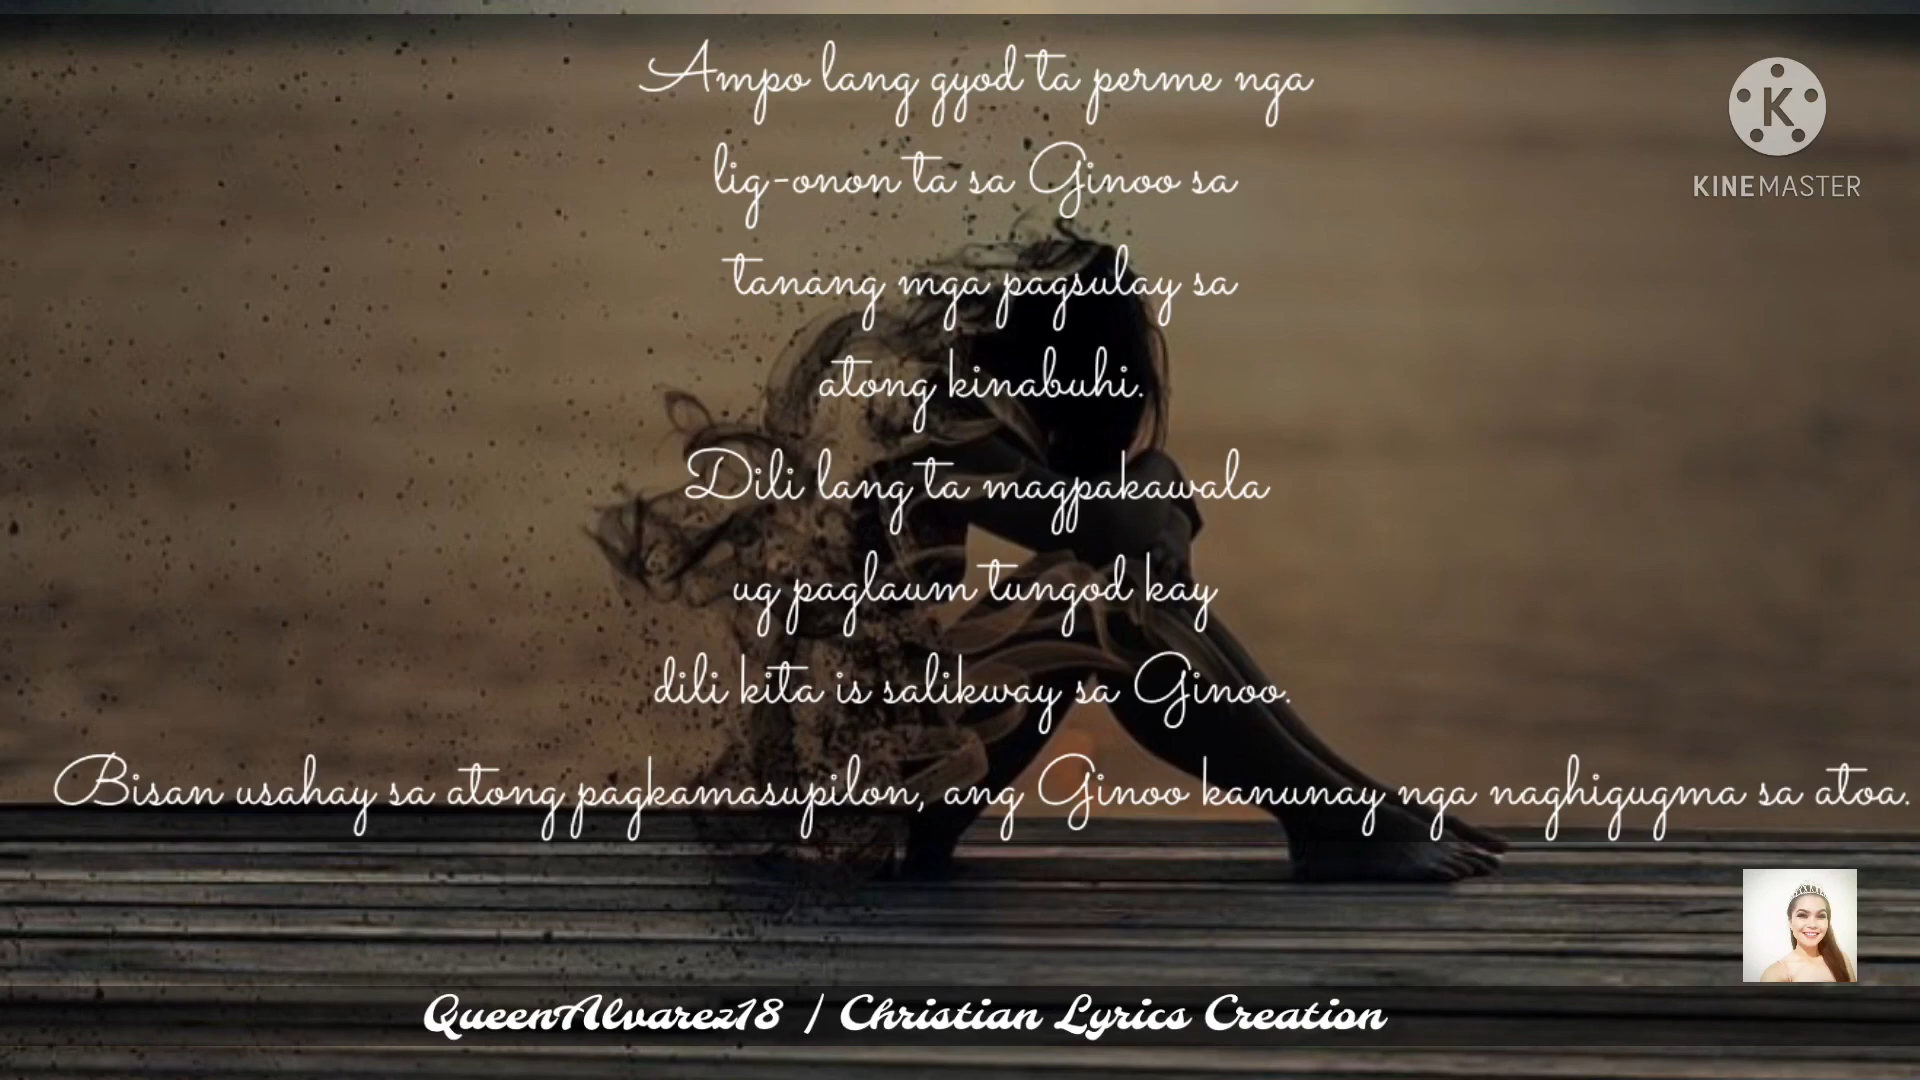 Ampo lang gyod ta perme nga
lig-onon ta sa Ginoo sa
tanang mga pagsulay sa
atong kinabuhi.
Dili lang ta magpakawala
ug paglaum tungod kay
dili kita is salikway sa Ginoo.
Bisan usahay sa atong pagkamasupilon, ang Ginoo kanunay nga naghigugma sa atoa.
K
KINEMASTER
QueenAlvarez18 / Christian Lyrics Creation